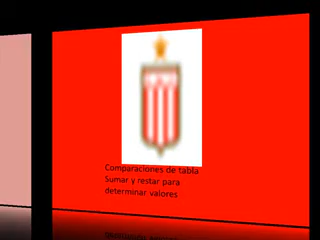 Comparaciones de tabla
Sumar y restar para
determinar valores